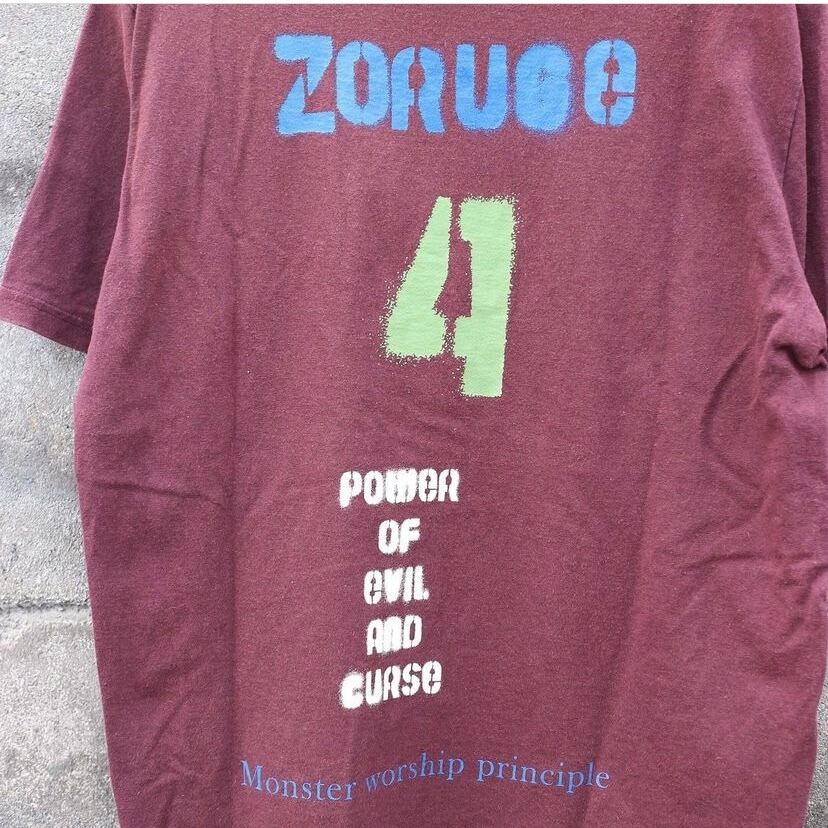 ZORUGE
4
POWER
OF
EVIL
AND
CURSE
Monster worship principle